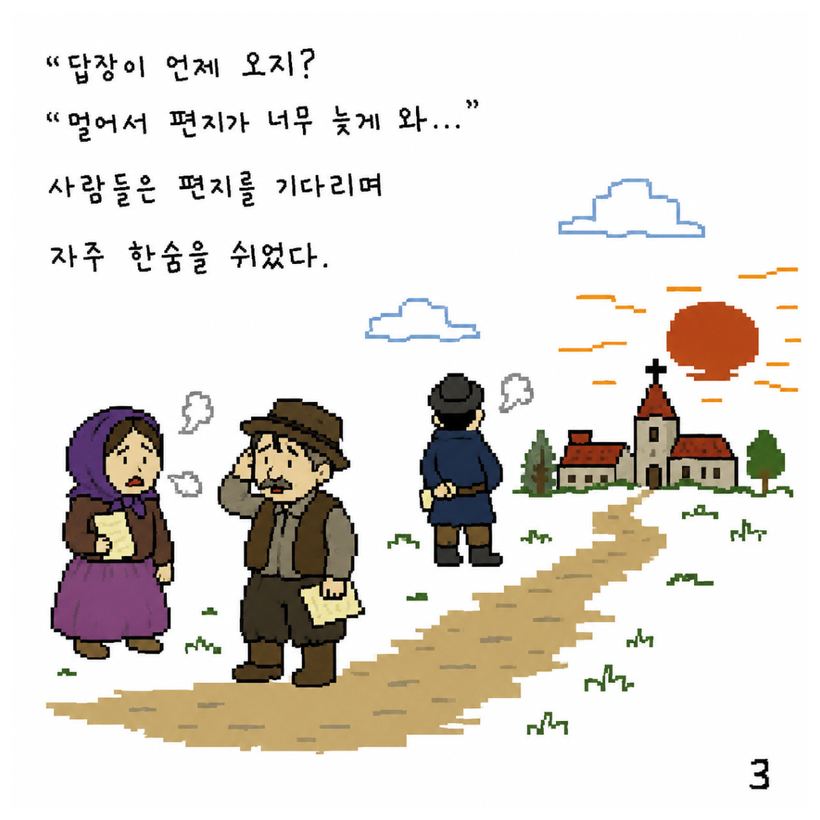 “답장이 언제 오지?
“멀어서 편지가 너무 늦게 와...”
사람들은 편지를 기다리며
자주 한숨을 쉬었다.
3